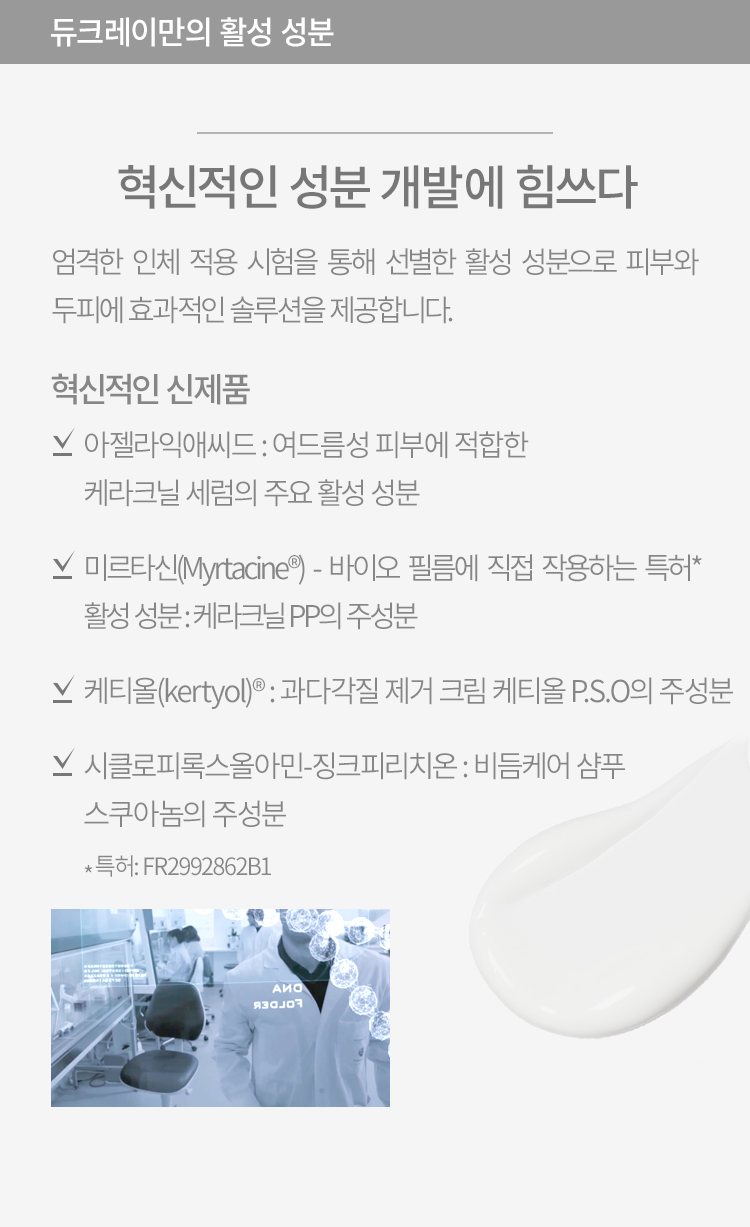 듀크레이만의 활성 성분
혁신적인 성분 개발에 힘쓰다
엄격한 인체 적용 시험을 통해 선별한 활성 성분으로 피부와
두피에 효과적인 솔루션을 제공합니다.
혁신적인 신제품
아젤라익애씨드 : 여드름성 피부에 적합한
케라크닐 세럼의 주요 활성 성분
미르타신(Myrtacine®) - 바이오 필름에 직접 작용하는 특허*
활성 성분 : 케라크닐 PP의 주성분
케티올(kertyol)® : 과다각질 제거 크림 케티올 P.S.O의 주성분
시클로피록스올아민-징크피리치온 : 비듬케어 샴푸
스쿠아놈의 주성분
* 특허: FR2992862B1
DNA
FOLDER